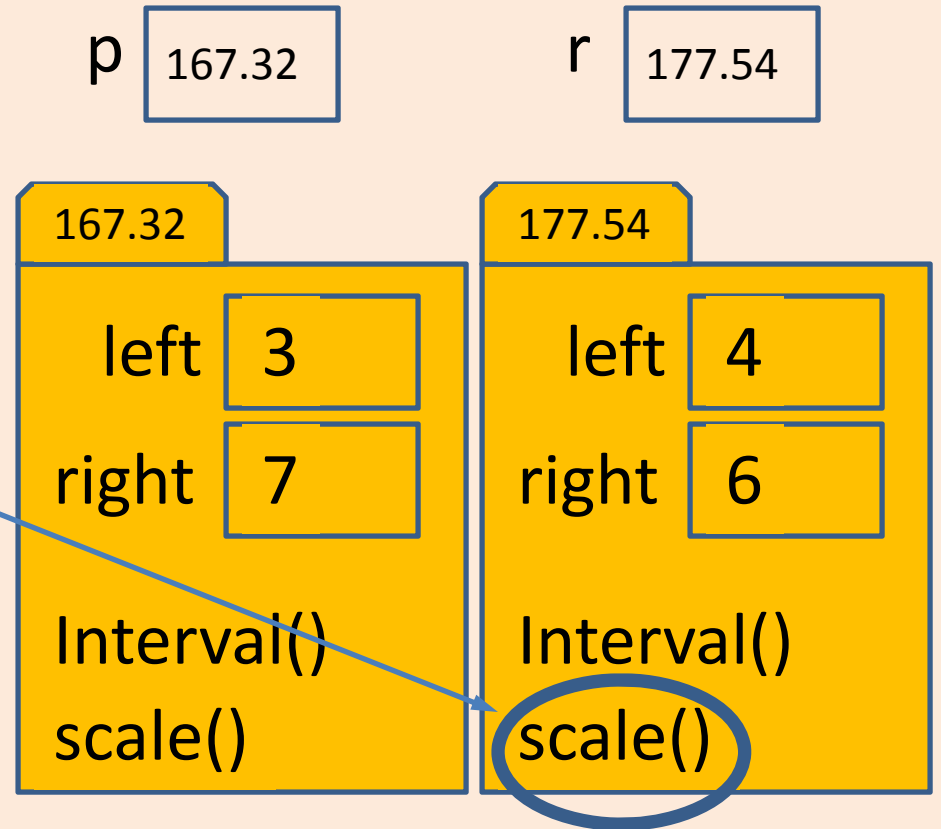 p 167.32
r 177.54
167.32
left 3
right 7
Interval()
scale()
177.54
left 4
right 6
Interval()
scale()